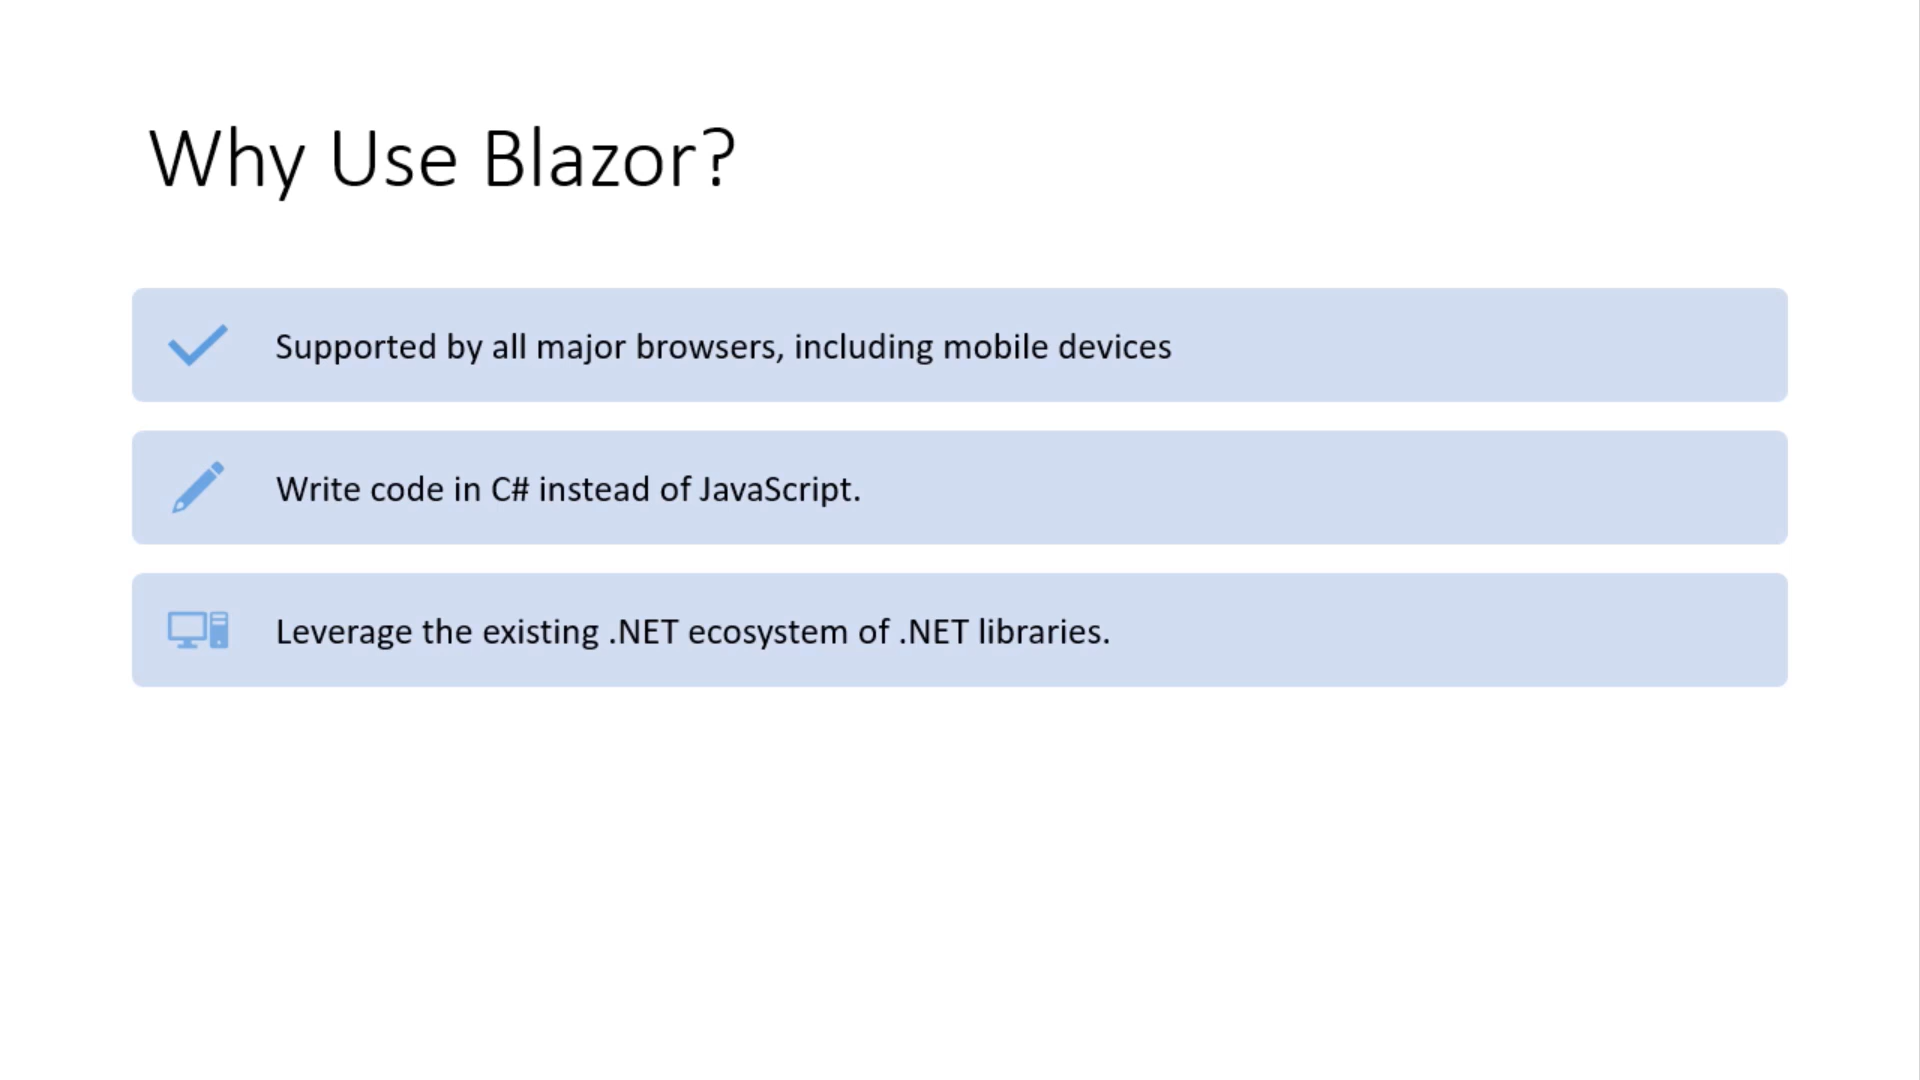 Why Use Blazor?
Supported by all major browsers, including mobile devices
Write code in C# instead of JavaScript.
Leverage the existing .NET ecosystem of .NET libraries.